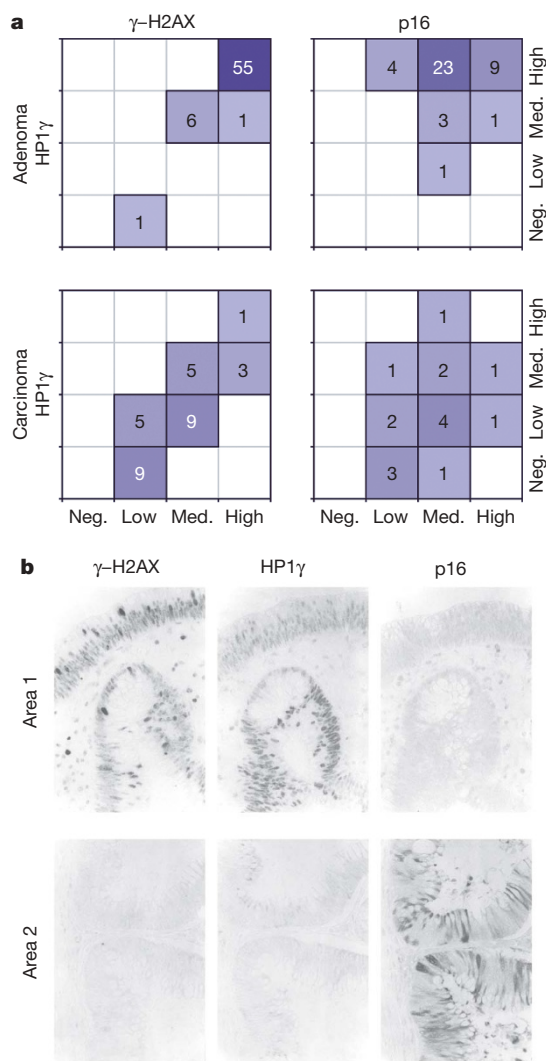 a
γ–H2AX
p16
Adenoma
HP1γ
55
6 1
1
4 23 9
3 1
1
High
Med.
Low
Neg.
Carcinoma
HP1γ
1
5 3
5 9
9
1
1 2 1
2 4 1
3 1
High
Med.
Low
Neg.
Neg. Low Med. High
Neg. Low Med. High
b
γ–H2AX
HP1γ
p16
Area 1
Area 2